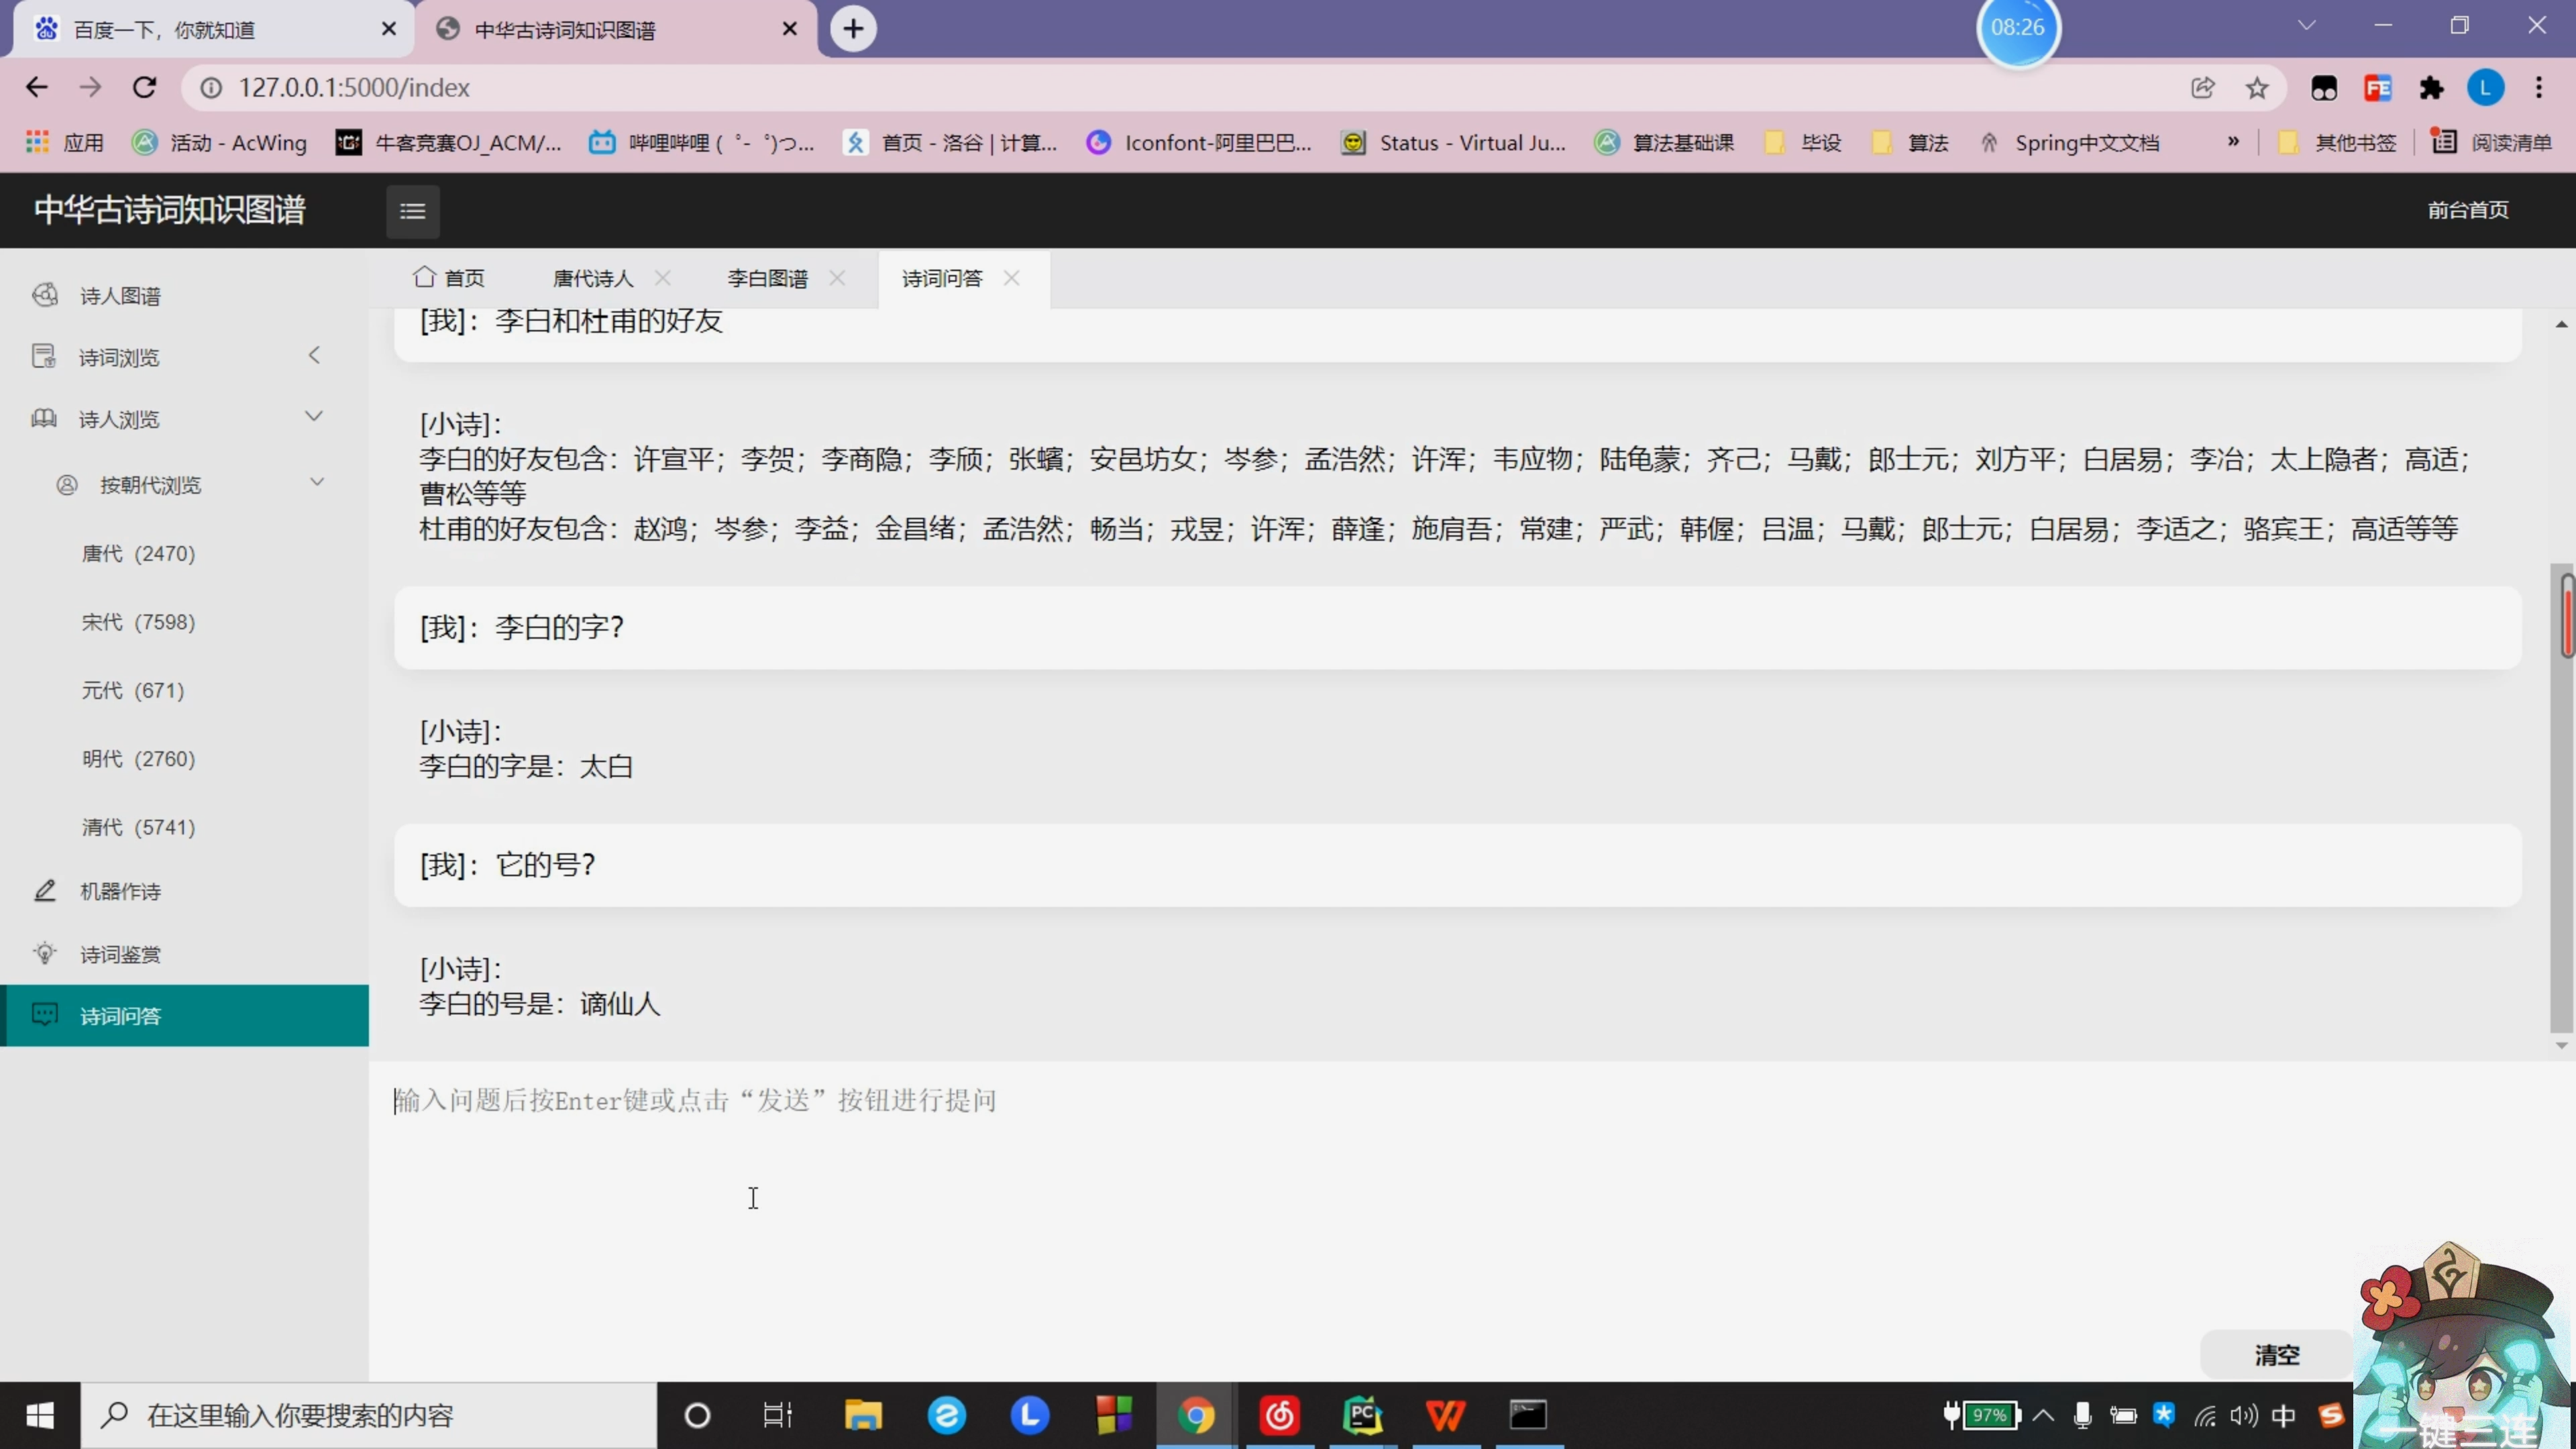 百度一下，你就知道
中华古诗词知识图谱
08:26
127.0.0.1:5000/index
应用 活动 - AcWing 牛客竞赛OJ_ACM/... 哔哩哔哩 ( ゜- ゜)つ... 首页 - 洛谷 | 计算... Iconfont-阿里巴巴... Status - Virtual Ju... 算法基础课 毕设 算法 Spring中文文档 » 其他书签 阅读清单
中华古诗词知识图谱
前台首页
诗人图谱
诗词浏览
诗人浏览
按朝代浏览
唐代 (2470)
宋代 (7598)
元代 (671)
明代 (2760)
清代 (5741)
机器作诗
诗词鉴赏
诗词问答
首页 唐代诗人 李白图谱 诗词问答
[我]：李白和杜甫的好友
[小诗]：
李白的好友包含：许宣平；李贺；李商隐；李颀；张蠙；安邑坊女；岑参；孟浩然；许浑；韦应物；陆龟蒙；齐己；马戴；郎士元；刘方平；白居易；李冶；太上隐者；高适；
曹松等等
杜甫的好友包含：赵鸿；岑参；李益；金昌绪；孟浩然；畅当；戎昱；许浑；薛逢；施肩吾；常建；严武；韩偓；吕温；马戴；郎士元；白居易；李适之；骆宾王；高适等等
[我]：李白的字？
[小诗]：
李白的字是：太白
[我]：它的号？
[小诗]：
李白的号是：谪仙人
输入问题后按Enter键或点击“发送”按钮进行提问
清空
在这里输入你要搜索的内容
97%
中
一键三连